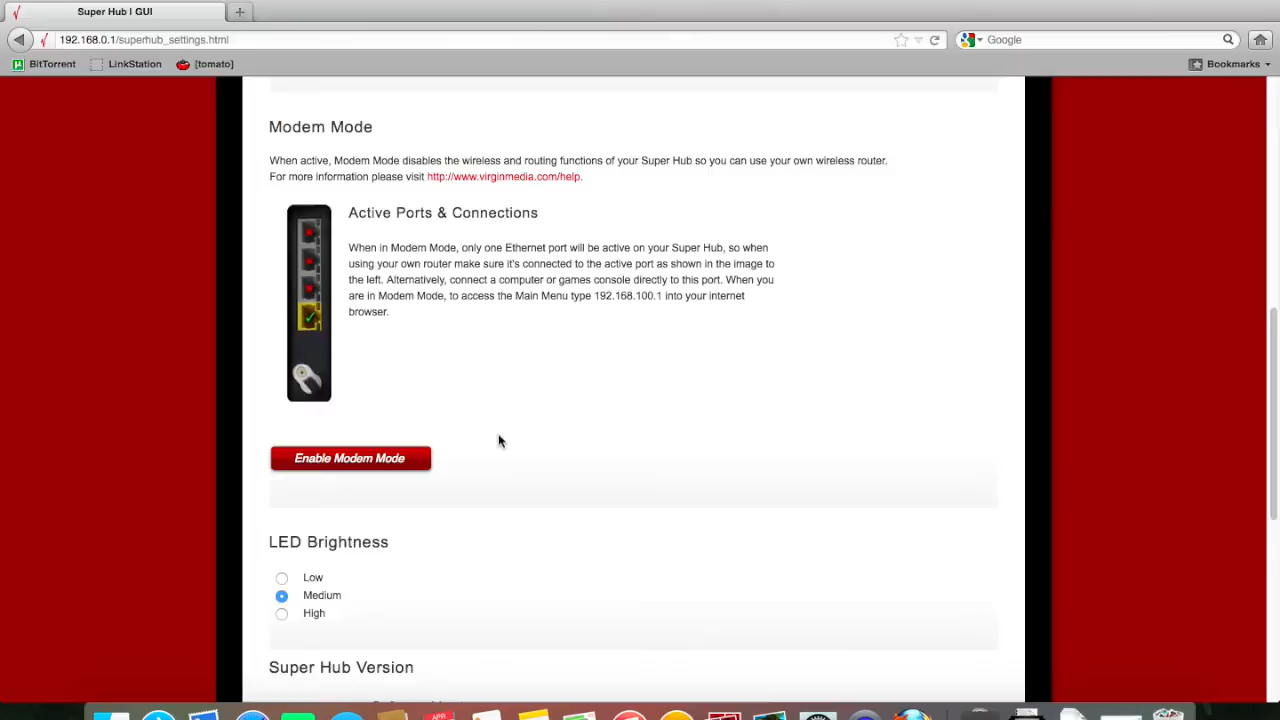 Super Hub | GUI
192.168.0.1/superhub_settings.html
Google
BitTorrent
LinkStation
[tomato]
Bookmarks
Modem Mode
When active, Modem Mode disables the wireless and routing functions of your Super Hub so you can use your own wireless router.
For more information please visit http://www.virginmedia.com/help.
Active Ports & Connections
When in Modem Mode, only one Ethernet port will be active on your Super Hub, so when
using your own router make sure it's connected to the active port as shown in the image to
the left. Alternatively, connect a computer or games console directly to this port. When you
are in Modem Mode, to access the Main Menu type 192.168.100.1 into your internet
browser.
Enable Modem Mode
LED Brightness
Low
Medium
High
Super Hub Version
APR